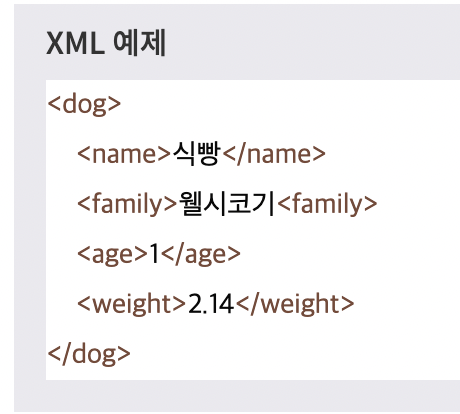 XML 예제
<dog>
<name>식빵</name>
<family>웰시코기<family>
<age>1</age>
<weight>2.14</weight>
</dog>